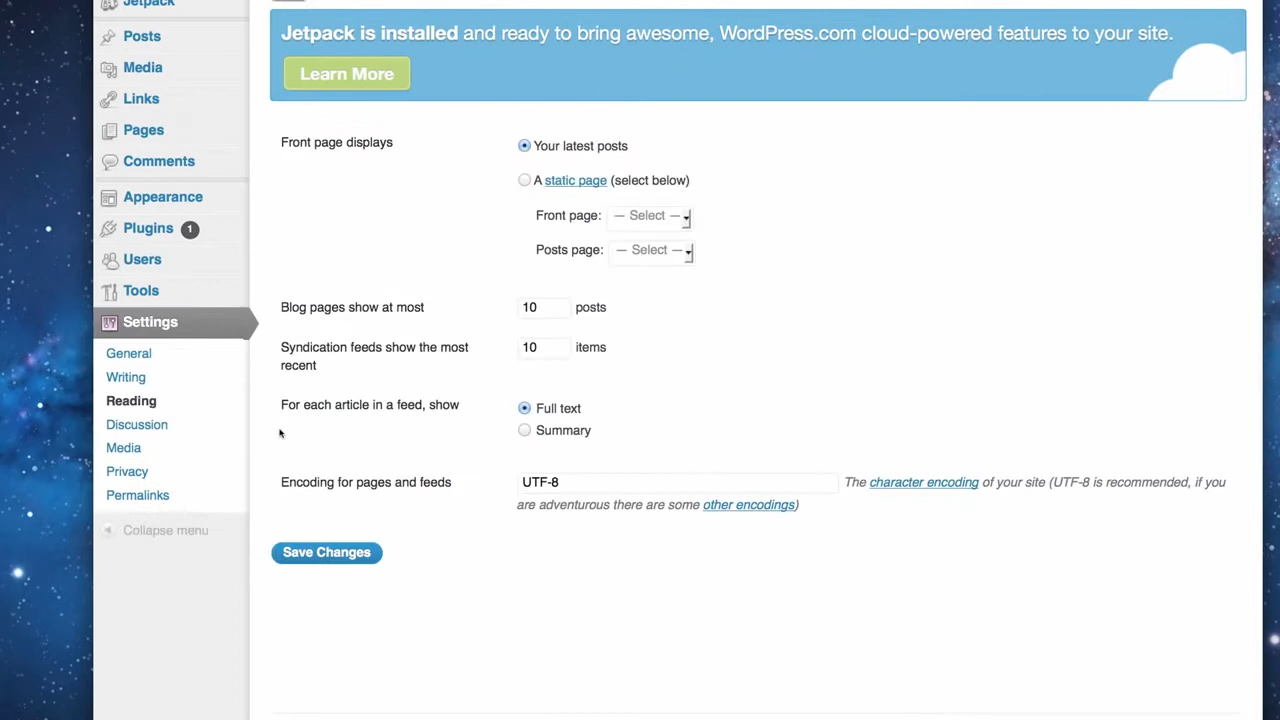 Jetpack
Posts
Media
Links
Pages
Comments
Appearance
Plugins 1
Users
Tools
Settings
General
Writing
Reading
Discussion
Media
Privacy
Permalinks
Collapse menu
Jetpack is installed and ready to bring awesome, WordPress.com cloud-powered features to your site.
Learn More
Front page displays
Your latest posts
A static page (select below)
Front page: — Select —
Posts page: — Select —
Blog pages show at most 10 posts
Syndication feeds show the most recent 10 items
For each article in a feed, show
Full text
Summary
Encoding for pages and feeds UTF-8 The character encoding of your site (UTF-8 is recommended, if you
are adventurous there are some other encodings)
Save Changes